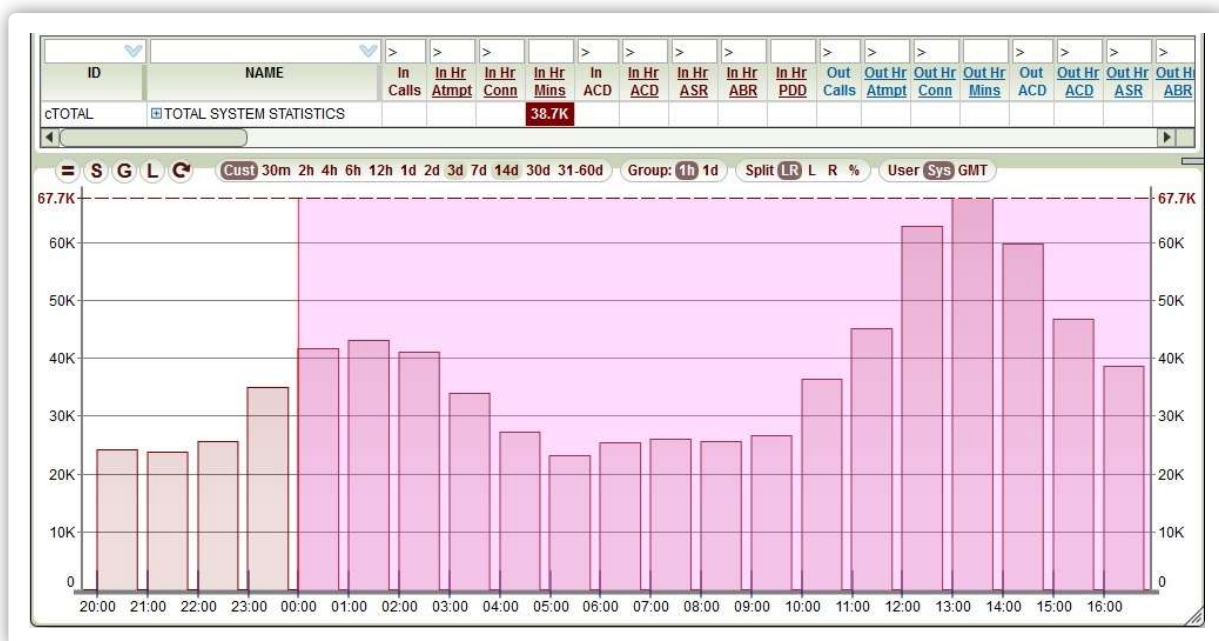 > > > > > > > > > > > > > >
ID NAME In Calls In Hr Atmpt In Hr Conn In Hr Mins In ACD In Hr ACD In Hr ASR In Hr ABR In Hr PDD Out Calls Out Hr Atmpt Out Hr Conn Out Hr Mins Out ACD Out Hr ACD Out Hr ASR Out Hr ABR
cTOTAL TOTAL SYSTEM STATISTICS 38.7K
= S G L Cust 30m 2h 4h 6h 12h 1d 2d 3d 7d 14d 30d 31-60d Group: 1h 1d Split LR L R % User Sys GMT
67.7K 67.7K
60K 60K
50K 50K
40K 40K
30K 30K
20K 20K
10K 10K
0 0
20:00 21:00 22:00 23:00 00:00 01:00 02:00 03:00 04:00 05:00 06:00 07:00 08:00 09:00 10:00 11:00 12:00 13:00 14:00 15:00 16:00